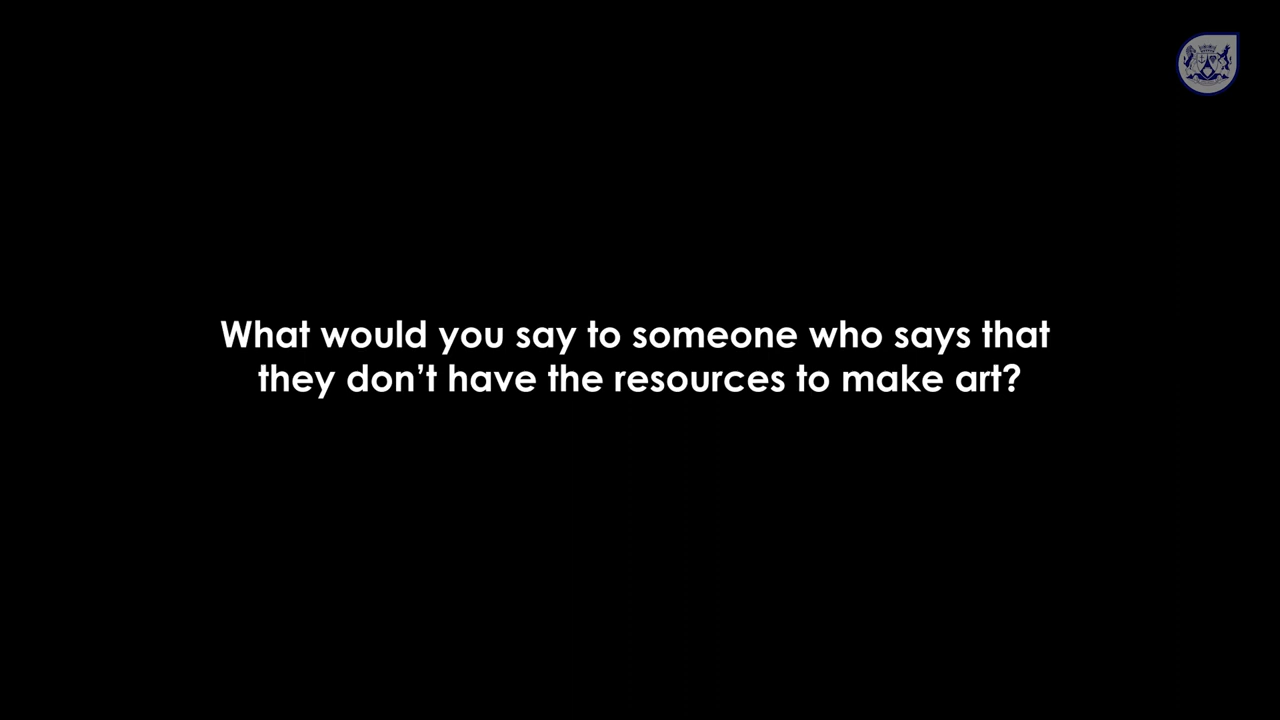 What would you say to someone who says that
they don’t have the resources to make art?